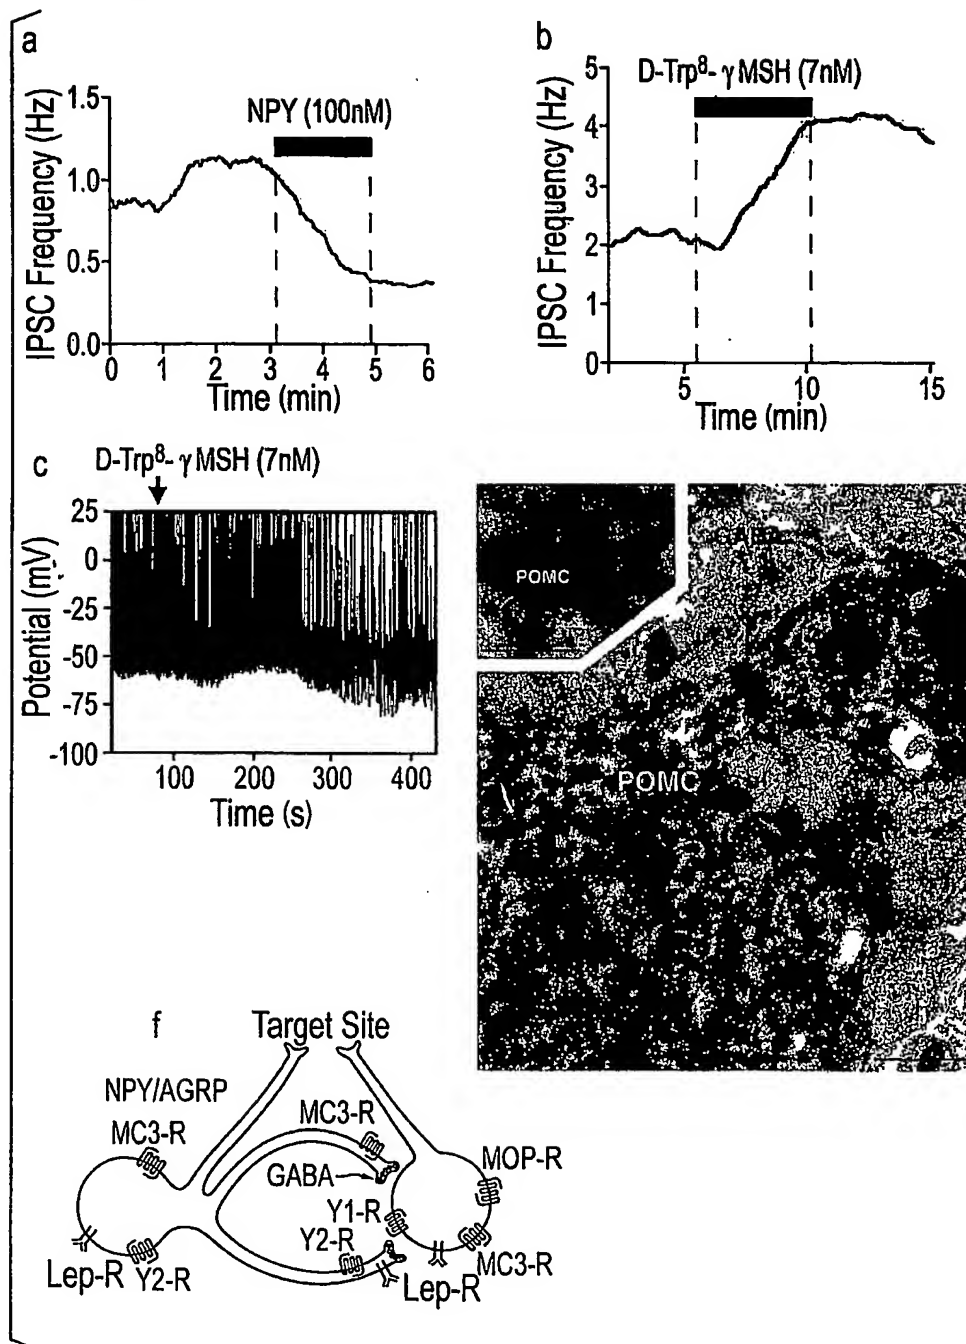 a
NPY (100nM)
IPSC Frequency (Hz)
1.5
1.0
0.5
0.0
0 1 2 3 4 5 6
Time (min)
b
D-Trp⁸- γ MSH (7nM)
IPSC Frequency (Hz)
5
4
3
2
1
0
5 10 15
Time (min)
c
D-Trp⁸- γ MSH (7nM)
Potential (mV)
25
0
-25
-50
-75
-100
100 200 300 400
Time (s)
POMC
POMC
f
Target Site
NPY/AGRP
MC3-R
MC3-R
MOP-R
GABA
Y1-R
Y2-R
MC3-R
Lep-R Y2-R
Lep-R